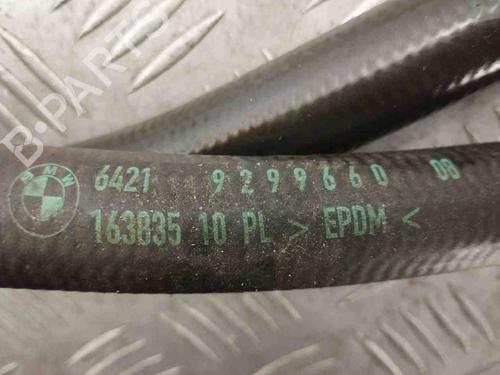 B-PARTS
BMW
6421 9299660 08
163835 10 PL > EPDM <